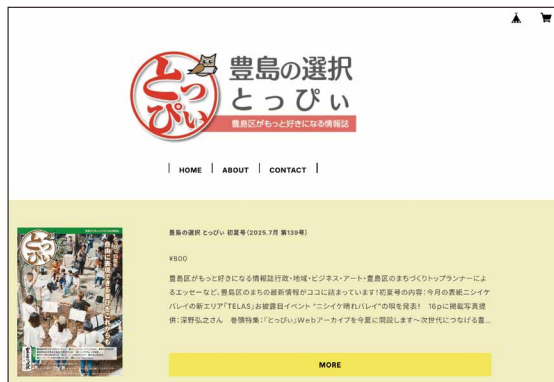 とっぴぃ
豊島の選択
とっぴぃ
豊島区がもっと好きになる情報誌
HOME ABOUT CONTACT
豊島の選択 とっぴぃ 初夏号(2025.7月 第139号)
¥800
豊島区がもっと好きになる情報誌行政・地域・ビジネス・アート・豊島区のまちづくりトップランナーによ
るエッセーなど、豊島区のまちの最新情報がココに詰まっています!初夏号の内容:今月の表紙ニシイケ
バレイの新エリア「TELAS」お披露目イベント “ニシイケ晴れバレイ”の唄を発表! 16pに掲載写真提
供:深野弘之さん 巻頭特集:『とっぴぃ』Webアーカイブを今夏に開設します～次世代につなげる豊...
MORE
とっぴぃ